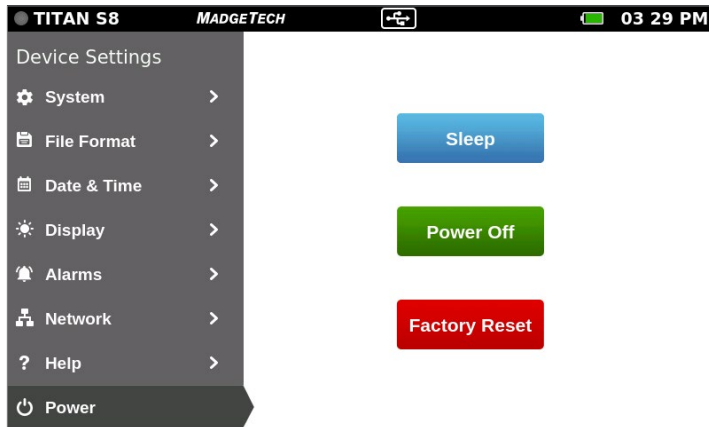 TITAN S8 MADGETECH 03 29 PM
Device Settings
System
File Format
Date & Time
Display
Alarms
Network
? Help
Power
Sleep
Power Off
Factory Reset